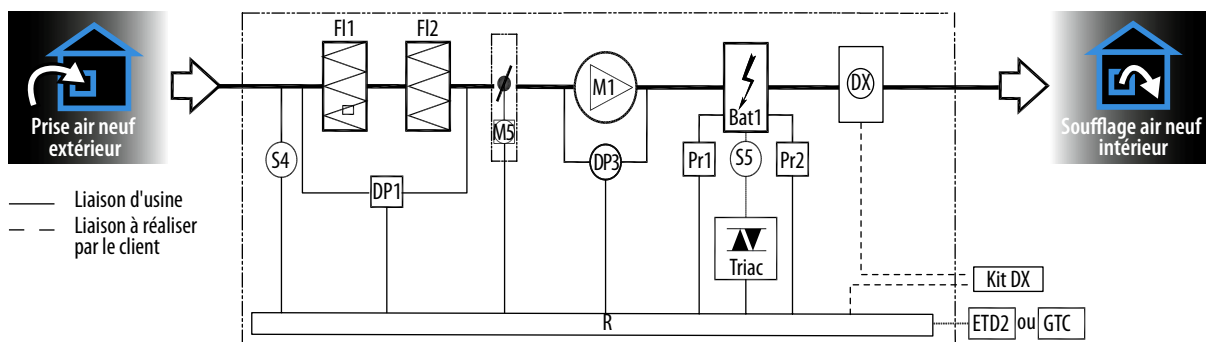 Fl1
Fl2
M1
Bat1
DX
Prise air neuf
extérieur
Soufflage air neuf
intérieur
M5
S4
DP3
Pr1
S5
Pr2
DP1
Liaison d'usine
Liaison à réaliser
par le client
Triac
Kit DX
R
ETD2 ou GTC